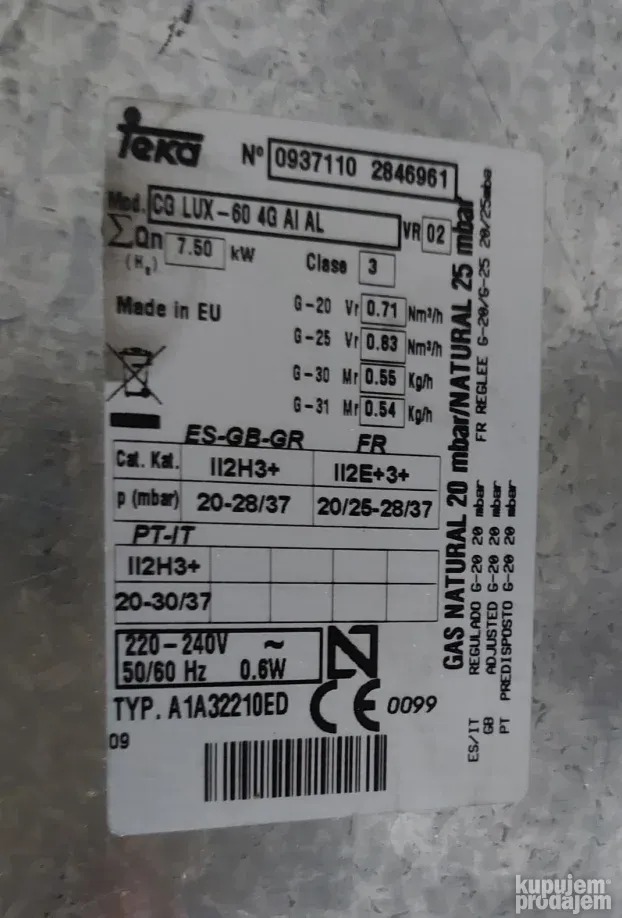 teka
Nº 0937110 2846961
Mod. CG LUX-60 4G AI AL VR 02
ΣQn 7.50 kW
(Hs) Clase 3
Made in EU
G-20 Vr 0.71 Nm³/h
G-25 Vr 0.83 Nm³/h
G-30 Mr 0.55 Kg/h
G-31 Mr 0.54 Kg/h
ES-GB-GR FR
Cat. Kat. II2H3+ II2E+3+
p (mbar) 20-28/37 20/25-28/37
PT-IT
II2H3+
20-30/37
220-240V ~
50/60 Hz 0.6W
N
TYP. A1A32210ED CE 0099
09
GAS NATURAL 20 mbar/NATURAL 25 mbar
ES/IT REGULADO G-20 20 mbar FR REGLEE G-20/G-25 20/25mba
GB ADJUSTED G-20 20 mbar
PT PREDISPOSTO G-20 20 mbar
kupujem
prodajem